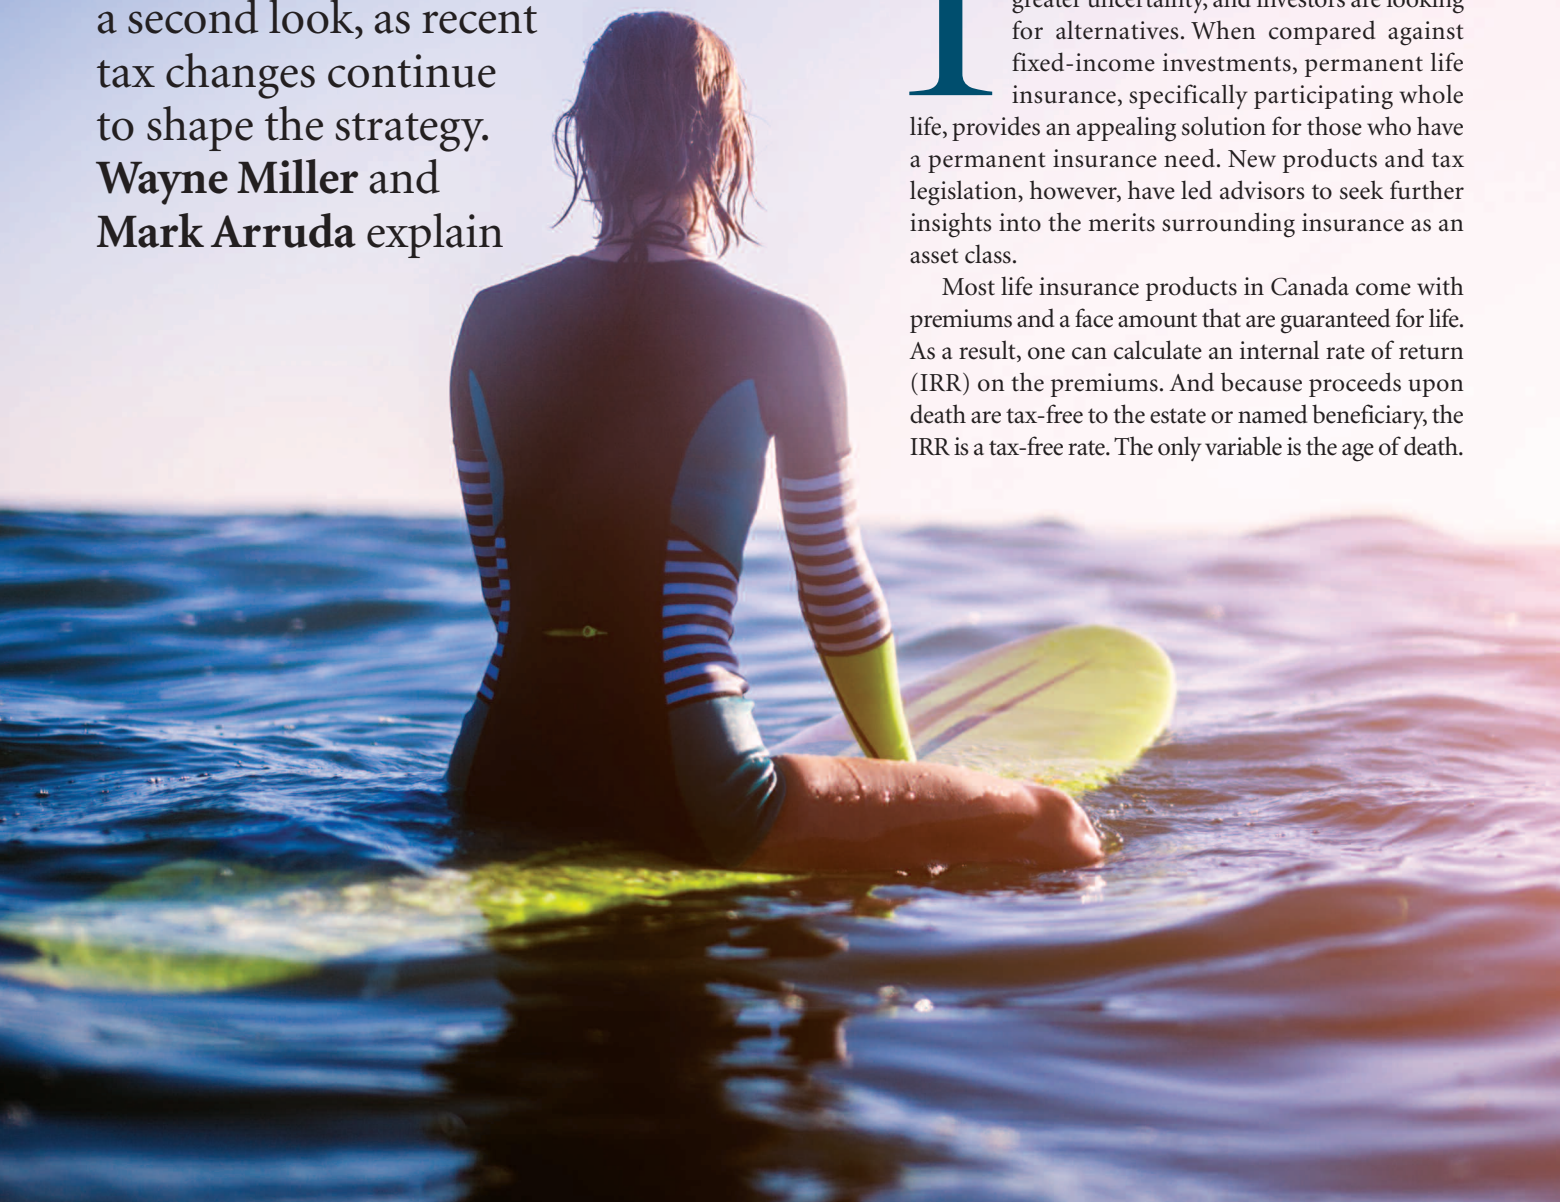 a second look, as recent
tax changes continue
to shape the strategy.
Wayne Miller and
Mark Arruda explain
greater uncertainty, and investors are looking
for alternatives. When compared against
fixed-income investments, permanent life
insurance, specifically participating whole
life, provides an appealing solution for those who have
a permanent insurance need. New products and tax
legislation, however, have led advisors to seek further
insights into the merits surrounding insurance as an
asset class.
Most life insurance products in Canada come with
premiums and a face amount that are guaranteed for life.
As a result, one can calculate an internal rate of return
(IRR) on the premiums. And because proceeds upon
death are tax-free to the estate or named beneficiary, the
IRR is a tax-free rate. The only variable is the age of death.